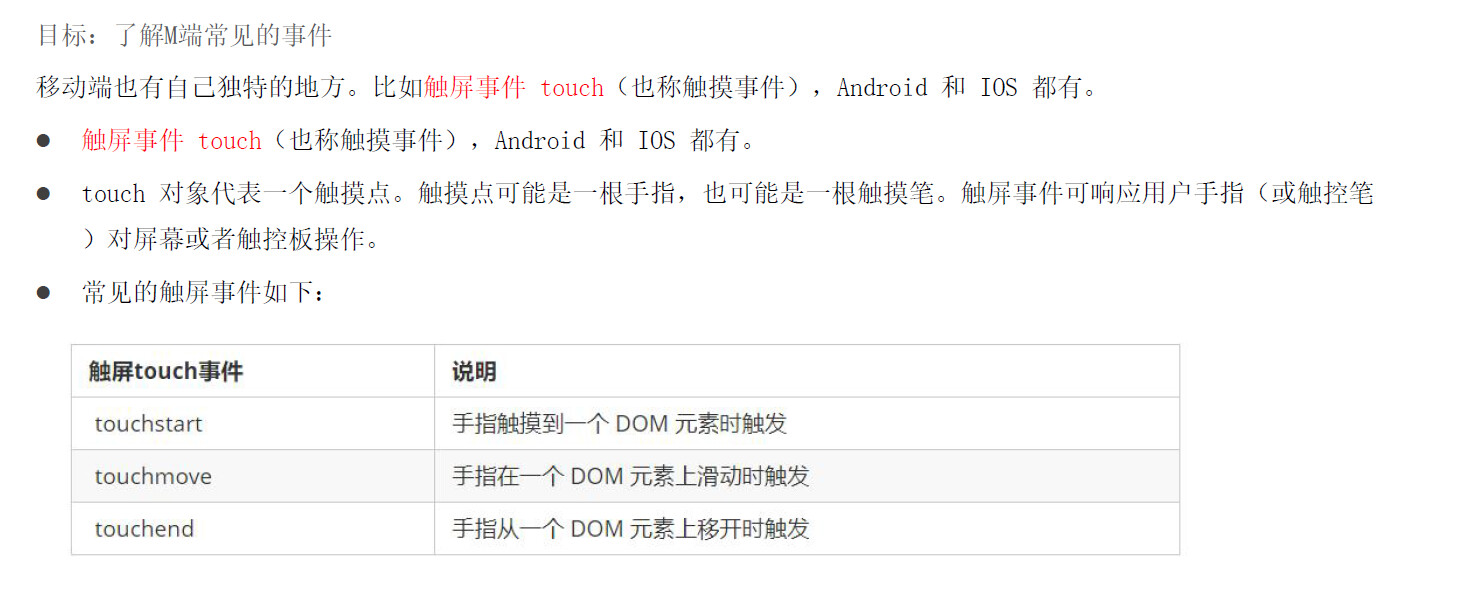 目标：了解M端常见的事件
移动端也有自己独特的地方。比如触屏事件 touch（也称触摸事件），Android 和 IOS 都有。
● 触屏事件 touch（也称触摸事件），Android 和 IOS 都有。
● touch 对象代表一个触摸点。触摸点可能是一根手指，也可能是一根触摸笔。触屏事件可响应用户手指（或触控笔
）对屏幕或者触控板操作。
● 常见的触屏事件如下：
触屏touch事件 说明
touchstart 手指触摸到一个 DOM 元素时触发
touchmove 手指在一个 DOM 元素上滑动时触发
touchend 手指从一个 DOM 元素上移开时触发